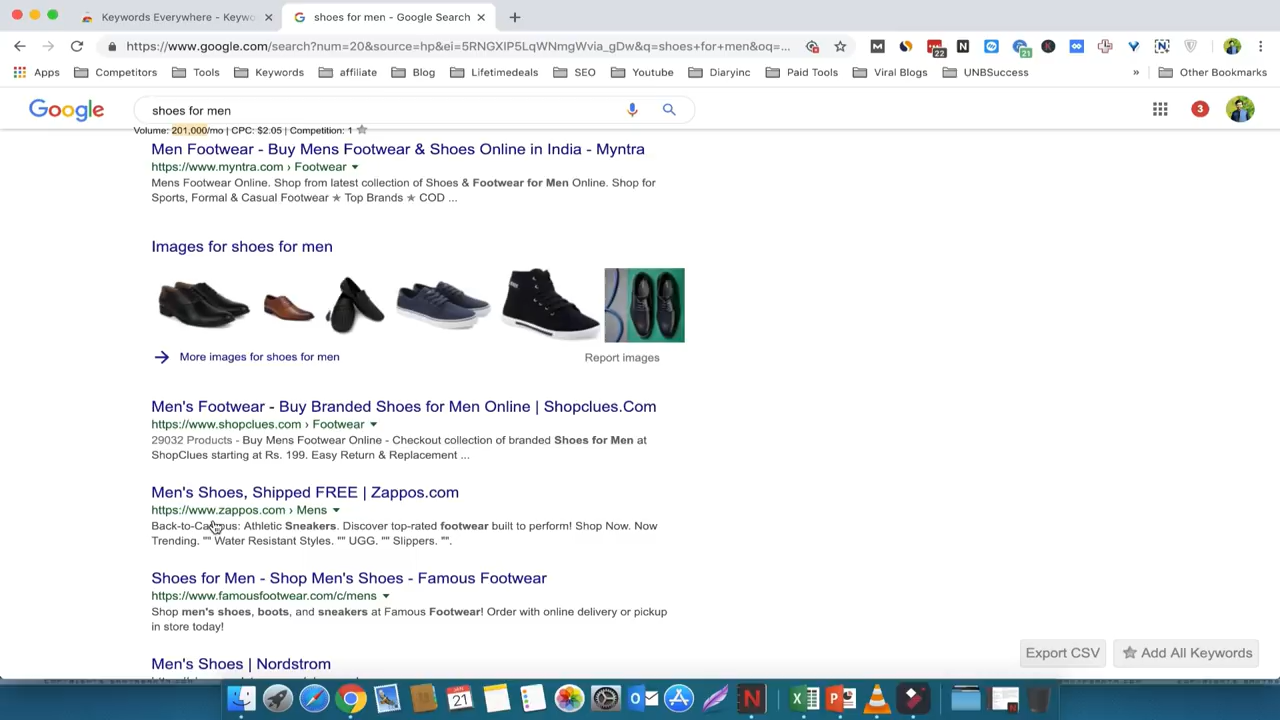 Keywords Everywhere - Keywo
shoes for men - Google Search
https://www.google.com/search?num=20&source=hp&ei=5RNGXIP5LqWNmgWvia_gDw&q=shoes+for+men&oq=...
22
21
Apps
Competitors
Tools
Keywords
affiliate
Blog
Lifetimedeals
SEO
Youtube
Diaryinc
Paid Tools
Viral Blogs
UNBSuccess
»
Other Bookmarks
Google
shoes for men
3
Volume: 201,000/mo | CPC: $2.05 | Competition: 1
Men Footwear - Buy Mens Footwear & Shoes Online in India - Myntra
https://www.myntra.com › Footwear
Mens Footwear Online. Shop from latest collection of Shoes & Footwear for Men Online. Shop for
Sports, Formal & Casual Footwear ★ Top Brands ★ COD ...
Images for shoes for men
More images for shoes for men
Report images
Men's Footwear - Buy Branded Shoes for Men Online | Shopclues.Com
https://www.shopclues.com › Footwear
29032 Products - Buy Mens Footwear Online - Checkout collection of branded Shoes for Men at
ShopClues starting at Rs. 199. Easy Return & Replacement ...
Men's Shoes, Shipped FREE | Zappos.com
https://www.zappos.com › Mens
Back-to-Campus: Athletic Sneakers. Discover top-rated footwear built to perform! Shop Now. Now
Trending. "" Water Resistant Styles. "" UGG. "" Slippers. "".
Shoes for Men - Shop Men's Shoes - Famous Footwear
https://www.famousfootwear.com/c/mens
Shop men's shoes, boots, and sneakers at Famous Footwear! Order with online delivery or pickup
in store today!
Men's Shoes | Nordstrom
Export CSV
Add All Keywords
JAN
21